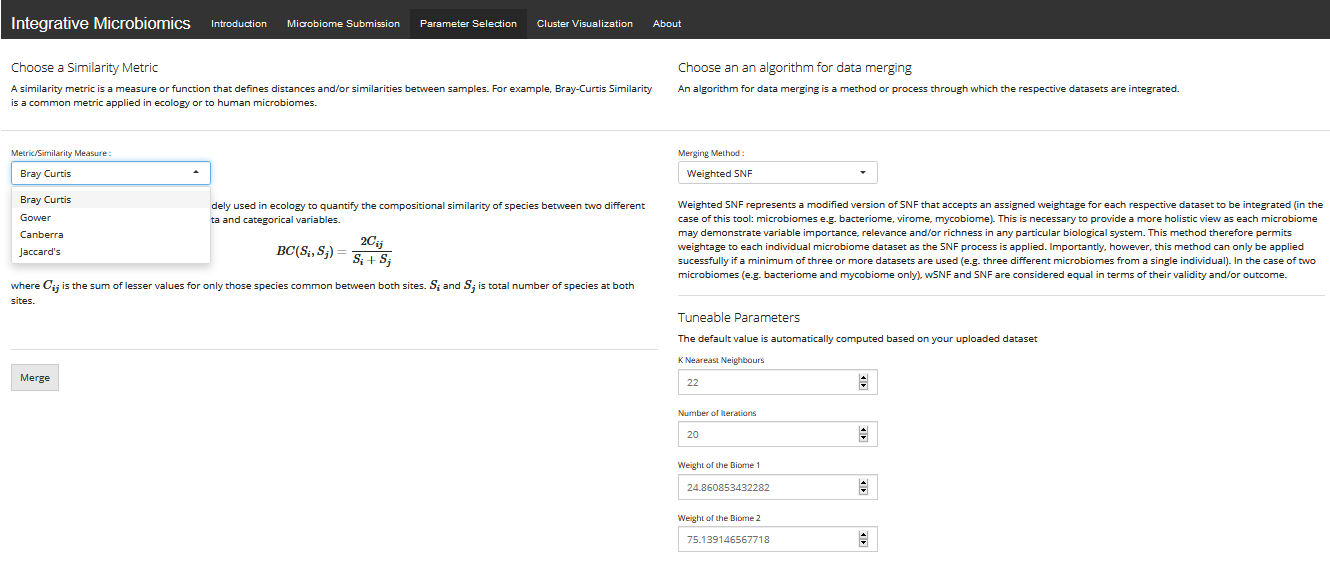 Integrative Microbiomics Introduction Microbiome Submission Parameter Selection Cluster Visualization About
Choose a Similarity Metric
A similarity metric is a measure or function that defines distances and/or similarities between samples. For example, Bray-Curtis Similarity
is a common metric applied in ecology or to human microbiomes.
Metric/Similarity Measure :
Bray Curtis
Bray Curtis
Gower
Canberra
Jaccard's
dely used in ecology to quantify the compositional similarity of species between two different
ta and categorical variables.
BC(Si, Sj) = 2Cij / Si + Sj
where Cij is the sum of lesser values for only those species common between both sites. Si and Sj is total number of species at both
sites.
Merge
Choose an an algorithm for data merging
An algorithm for data merging is a method or process through which the respective datasets are integrated.
Merging Method :
Weighted SNF
Weighted SNF represents a modified version of SNF that accepts an assigned weightage for each respective dataset to be integrated (in the
case of this tool: microbiomes e.g. bacteriome, virome, mycobiome). This is necessary to provide a more holistic view as each microbiome
may demonstrate variable importance, relevance and/or richness in any particular biological system. This method therefore permits
weightage to each individual microbiome dataset as the SNF process is applied. Importantly, however, this method can only be applied
sucessfully if a minimum of three or more datasets are used (e.g. three different microbiomes from a single individual). In the case of two
microbiomes (e.g. bacteriome and mycobiome only), wSNF and SNF are considered equal in terms of their validity and/or outcome.
Tuneable Parameters
The default value is automatically computed based on your uploaded dataset
K Neareast Neighbours
22
Number of Iterations
20
Weight of the Biome 1
24.860853432282
Weight of the Biome 2
75.139146567718